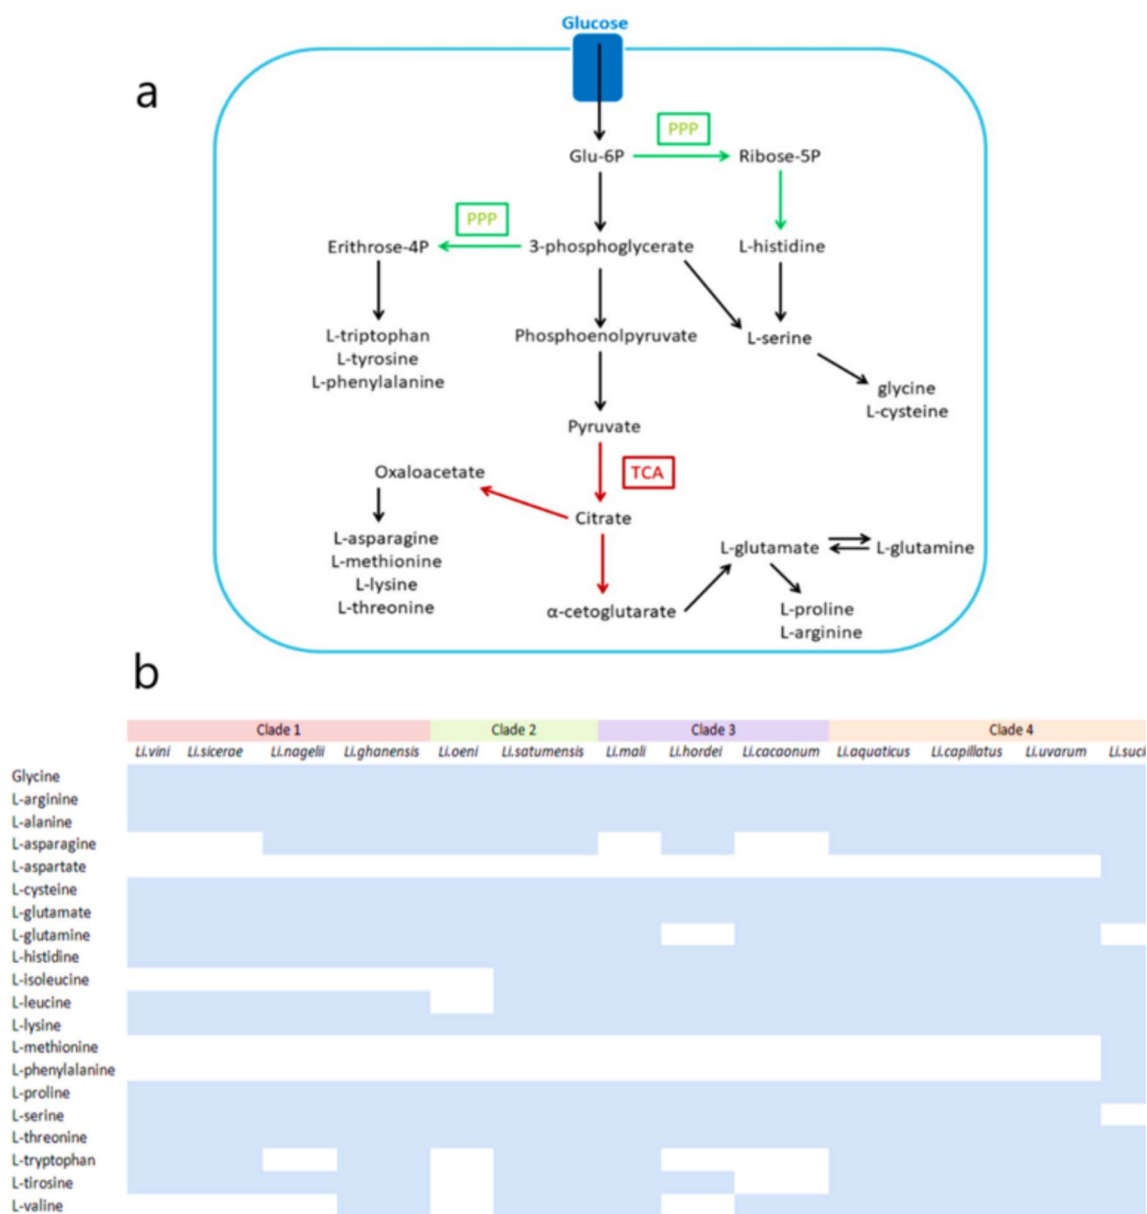 Glucose
a
PPP
Glu-6P
Ribose-5P
PPP
Erithrose-4P
3-phosphoglycerate
L-histidine
L-triptophan
L-tyrosine
L-phenylalanine
Phosphoenolpyruvate
L-serine
glycine
L-cysteine
Pyruvate
Oxaloacetate
TCA
Citrate
L-asparagine
L-methionine
L-lysine
L-threonine
L-glutamate
L-glutamine
α-cetoglutarate
L-proline
L-arginine
b
Clade 1 Clade 2 Clade 3 Clade 4
Li.vini Li.sicerae Li.nagelii Li.ghanensis Li.oeni Li.satumensis Li.mali Li.hordei Li.cacaonum Li.aquaticus Li.capillatus Li.uvarum Li.suci
Glycine
L-arginine
L-alanine
L-asparagine
L-aspartate
L-cysteine
L-glutamate
L-glutamine
L-histidine
L-isoleucine
L-leucine
L-lysine
L-methionine
L-phenylalanine
L-proline
L-serine
L-threonine
L-tryptophan
L-tirosine
L-valine